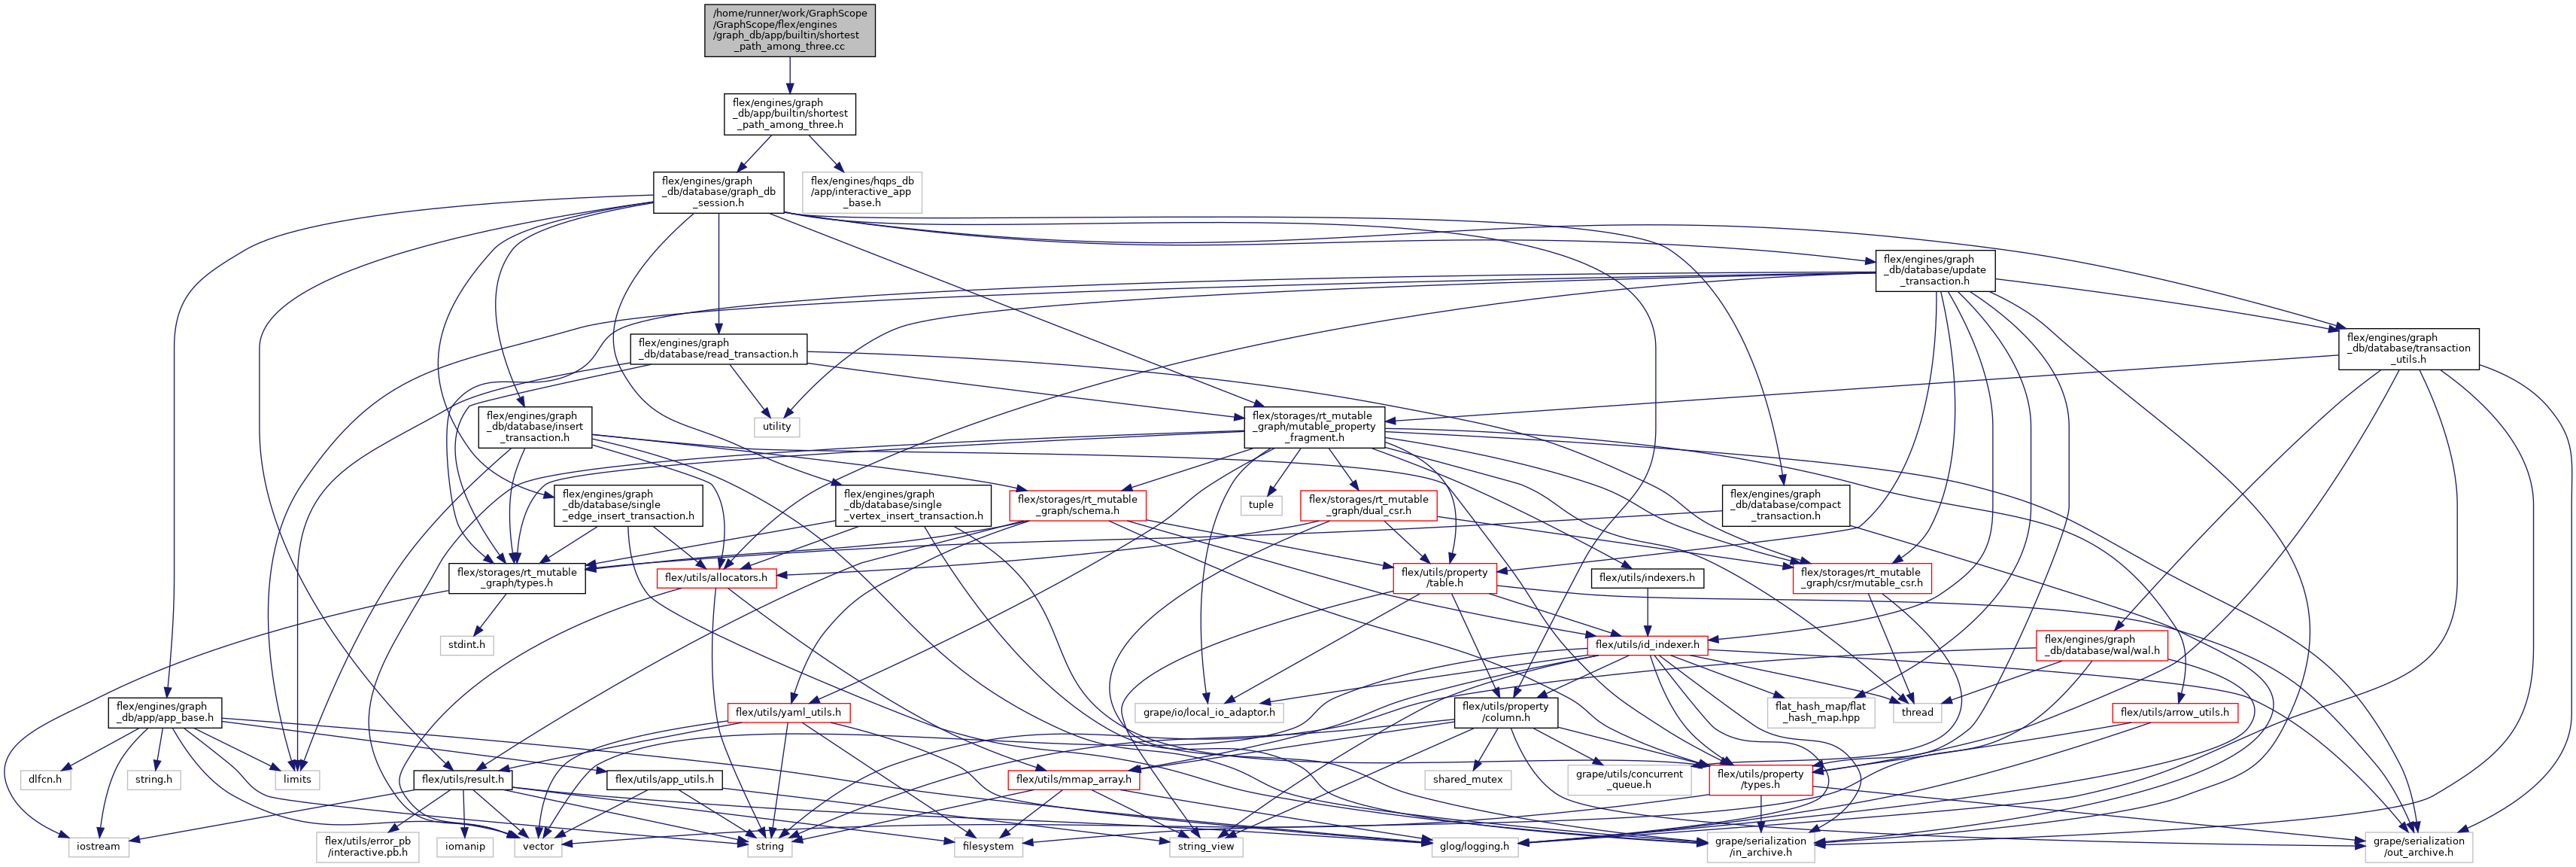 /home/runner/work/GraphScope
/GraphScope/flex/engines
/graph_db/app/builtin/shortest
_path_among_three.cc
flex/engines/graph
_db/app/builtin/shortest
_path_among_three.h
flex/engines/graph
_db/database/graph_db
_session.h
flex/engines/hqps_db
/app/interactive_app
_base.h
flex/engines/graph
_db/database/update
_transaction.h
flex/engines/graph
_db/database/read_transaction.h
flex/engines/graph
_db/database/transaction
_utils.h
flex/engines/graph
_db/database/insert
_transaction.h
utility
flex/storages/rt_mutable
_graph/mutable_property
_fragment.h
flex/engines/graph
_db/database/single
_edge_insert_transaction.h
flex/engines/graph
_db/database/single
_vertex_insert_transaction.h
flex/storages/rt_mutable
_graph/schema.h
tuple
flex/storages/rt_mutable
_graph/dual_csr.h
flex/engines/graph
_db/database/compact
_transaction.h
flex/storages/rt_mutable
_graph/types.h
flex/utils/allocators.h
flex/utils/property
/table.h
flex/utils/indexers.h
flex/storages/rt_mutable
_graph/csr/mutable_csr.h
stdint.h
flex/utils/id_indexer.h
flex/engines/graph
_db/database/wal/wal.h
flex/engines/graph
_db/app/app_base.h
flex/utils/yaml_utils.h
grape/io/local_io_adaptor.h
flex/utils/property
/column.h
flat_hash_map/flat
_hash_map.hpp
thread
flex/utils/arrow_utils.h
dlfcn.h
string.h
limits
flex/utils/result.h
flex/utils/app_utils.h
flex/utils/mmap_array.h
shared_mutex
grape/utils/concurrent
_queue.h
flex/utils/property
/types.h
iostream
flex/utils/error_pb
/interactive.pb.h
iomanip
vector
string
filesystem
string_view
glog/logging.h
grape/serialization
/in_archive.h
grape/serialization
/out_archive.h